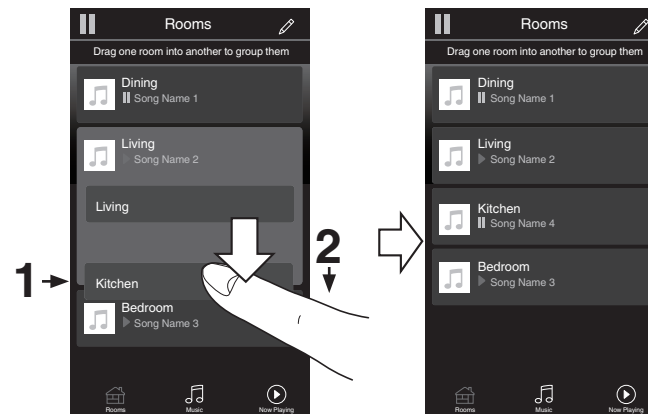 Rooms
Drag one room into another to group them
Dining
Song Name 1
Living
Song Name 2
Living
1
2
Kitchen
Bedroom
Song Name 3
Rooms
Music
Now Playing
Rooms
Drag one room into another to group them
Dining
Song Name 1
Living
Song Name 2
Kitchen
Song Name 4
Bedroom
Song Name 3
Rooms
Music
Now Playing